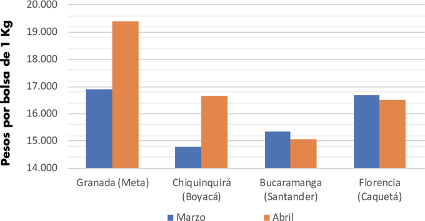 Pesos por bolsa de 1 Kg
20.000
19.000
18.000
17.000
16.000
15.000
14.000
Granada (Meta)
Chiquinquirá
(Boyacá)
Bucaramanga
(Santander)
Florencia
(Caquetá)
Marzo
Abril